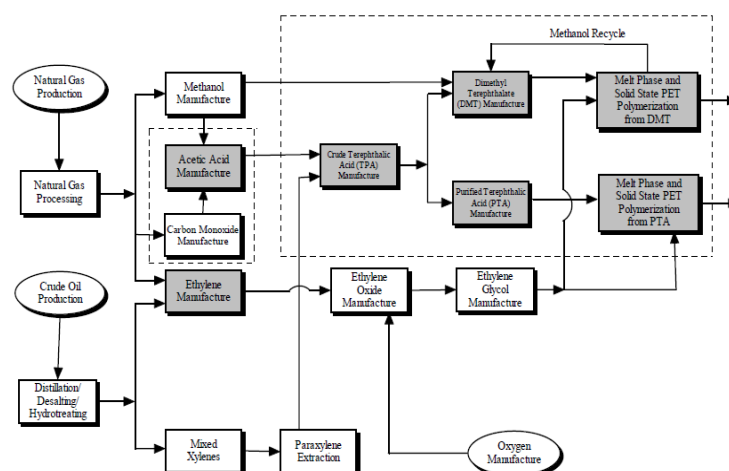 Methanol Recycle
Natural Gas
Production
Methanol
Manufacture
Dimethyl
Terephthalate
(DMT) Manufacture
Melt Phase and
Solid State PET
Polymerization
from DMT
Acetic Acid
Manufacture
Crude Terephthalic
Acid (TPA)
Manufacture
Natural Gas
Processing
Purified Terephthalic
Acid (PTA)
Manufacture
Melt Phase and
Solid State PET
Polymerization
from PTA
Carbon Monoxide
Manufacture
Crude Oil
Production
Ethylene
Manufacture
Ethylene
Oxide
Manufacture
Ethylene
Glycol
Manufacture
Distillation/
Desalting/
Hydrotreating
Mixed
Xylenes
Paraxylene
Extraction
Oxygen
Manufacture